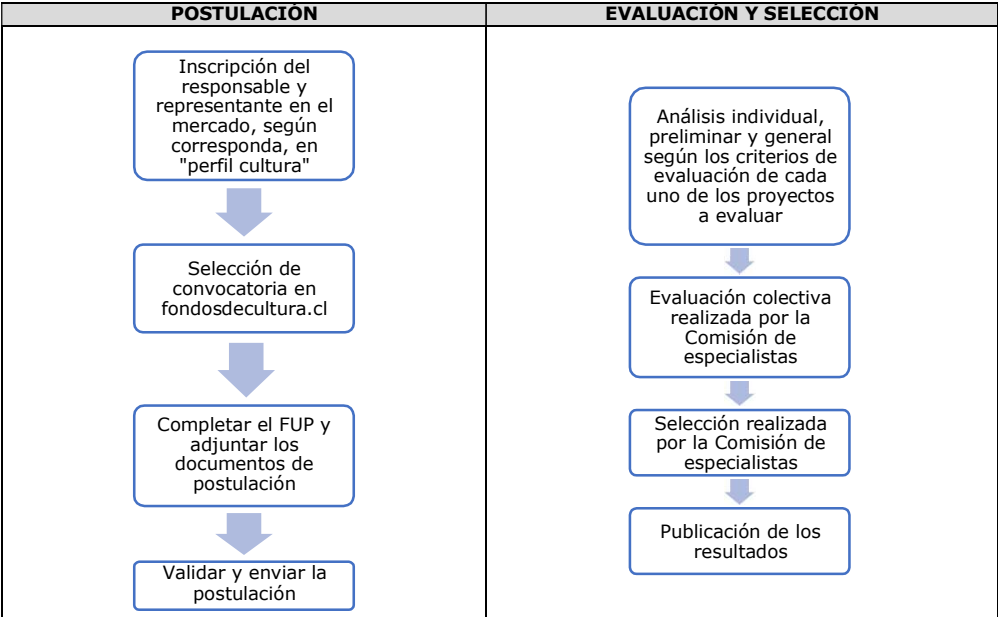 POSTULACIÓN
Inscripción del
responsable y
representante en el
mercado, según
corresponda, en
"perfil cultura"
Selección de
convocatoria en
fondosdecultura.cl
Completar el FUP y
adjuntar los
documentos de
postulación
Validar y enviar la
postulación
EVALUACIÓN Y SELECCIÓN
Análisis individual,
preliminar y general
según los criterios de
evaluación de cada
uno de los proyectos
a evaluar
Evaluación colectiva
realizada por la
Comisión de
especialistas
Selección realizada
por la Comisión de
especialistas
Publicación de los
resultados